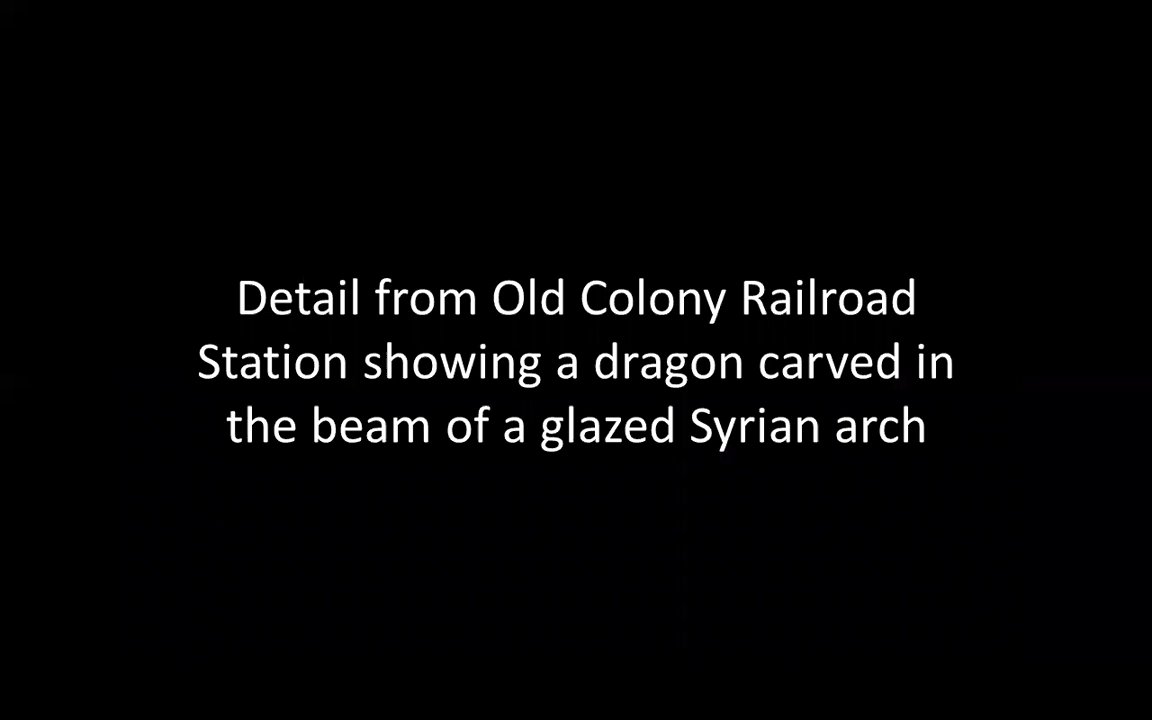 Detail from Old Colony Railroad
Station showing a dragon carved in
the beam of a glazed Syrian arch